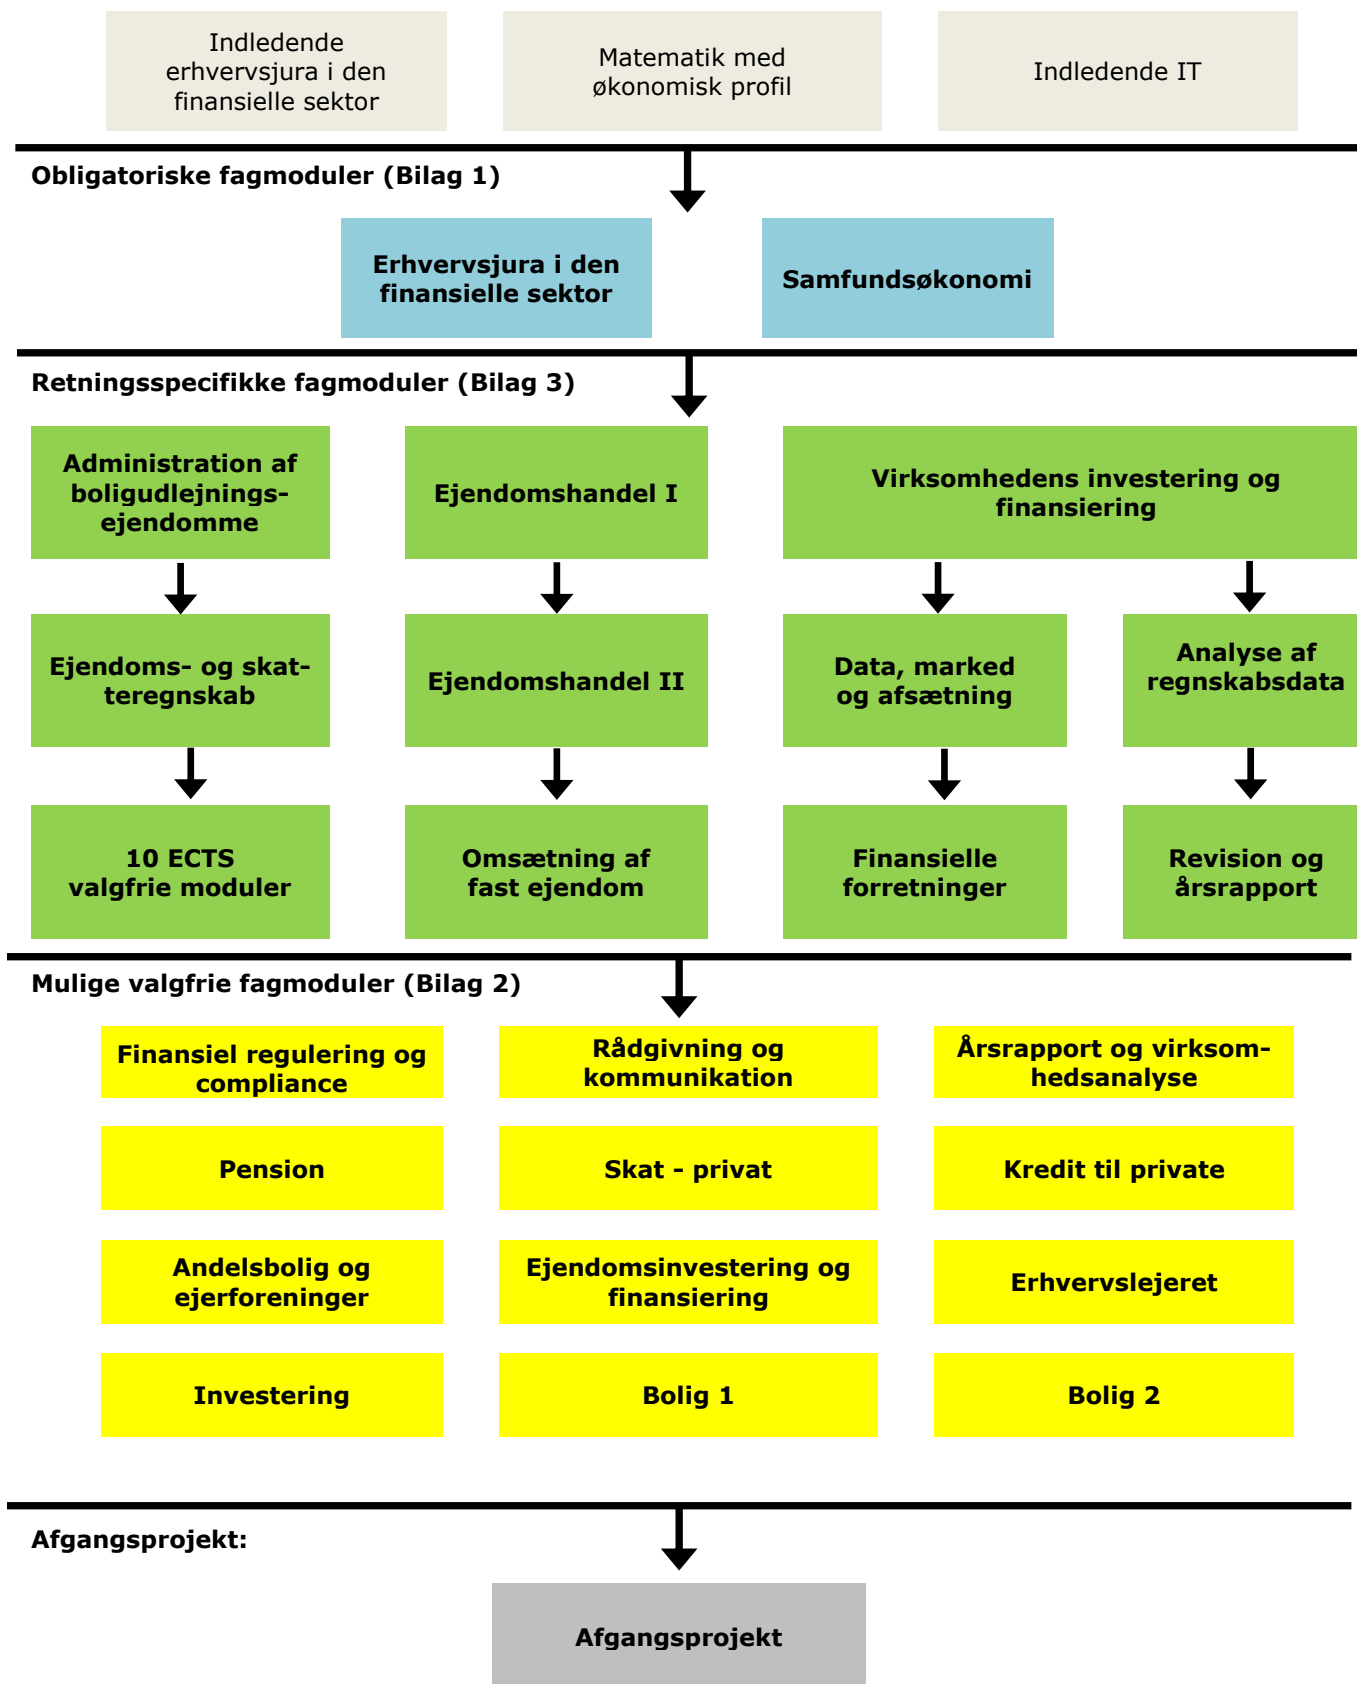 Indledende
erhvervsjura i den
finansielle sektor
Matematik med
økonomisk profil
Indledende IT
Obligatoriske fagmoduler (Bilag 1)
Erhvervsjura i den
finansielle sektor
Samfundsøkonomi
Retningsspecifikke fagmoduler (Bilag 3)
Administration af
boligudlejnings-
ejendomme
Ejendomshandel I
Virksomhedens investering og
finansiering
Ejendoms- og skat-
teregnskab
Ejendomshandel II
Data, marked
og afsætning
Analyse af
regnskabsdata
10 ECTS
valgfrie moduler
Omsætning af
fast ejendom
Finansielle
forretninger
Revision og
årsrapport
Mulige valgfrie fagmoduler (Bilag 2)
Finansiel regulering og
compliance
Rådgivning og
kommunikation
Årsrapport og virksom-
hedsanalyse
Pension
Skat - privat
Kredit til private
Andelsbolig og
ejerforeninger
Ejendomsinvestering og
finansiering
Erhvervslejeret
Investering
Bolig 1
Bolig 2
Afgangsprojekt:
Afgangsprojekt